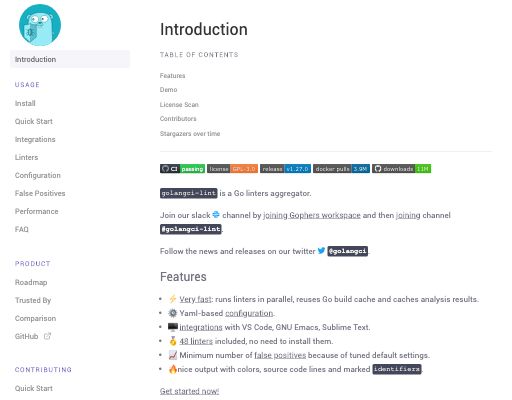 Introduction
USAGE
Install
Quick Start
Integrations
Linters
Configuration
False Positives
Performance
FAQ
PRODUCT
Roadmap
Trusted By
Comparison
GitHub
CONTRIBUTING
Quick Start
Introduction
TABLE OF CONTENTS
Features
Demo
License Scan
Contributors
Stargazers over time
CI passing license GPL-3.0 release v1.27.0 docker pulls 3.9M downloads 11M
golangci-lint is a Go linters aggregator.
Join our slack channel by joining Gophers workspace and then joining channel
#golangci-lint.
Follow the news and releases on our twitter @golangci.
Features
• ⚡ Very fast: runs linters in parallel, reuses Go build cache and caches analysis results.
• ⚙️ Yaml-based configuration.
• 🖥 integrations with VS Code, GNU Emacs, Sublime Text.
• 🥇 48 linters included, no need to install them.
• 📈 Minimum number of false positives because of tuned default settings.
• 🔥nice output with colors, source code lines and marked identifiers.
Get started now!